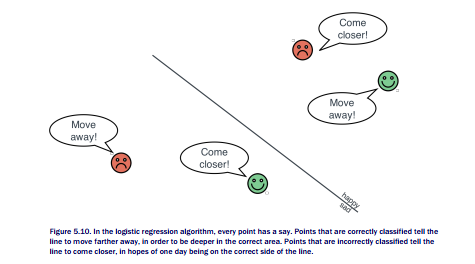 Come
closer!
Move
away!
Move
away!
Come
closer!
happy
sad
Figure 5.10. In the logistic regression algorithm, every point has a say. Points that are correctly classified tell the
line to move farther away, in order to be deeper in the correct area. Points that are incorrectly classified tell the
line to come closer, in hopes of one day being on the correct side of the line.